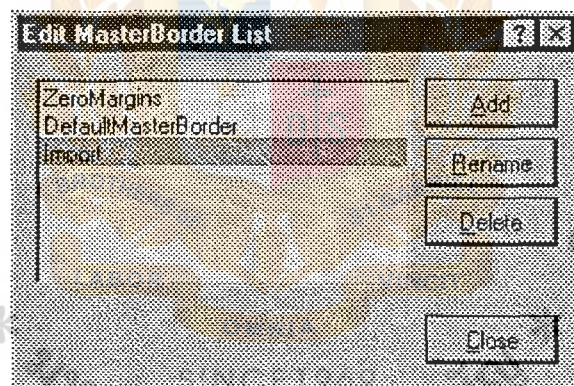 Edit MasterBorder List
ZeroMargins
DefaultMasterBorder
Import
Add
Rename
Delete
Close